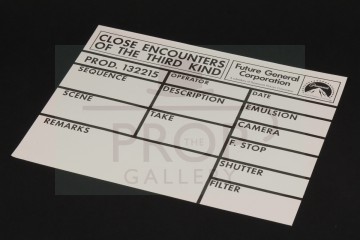 CLOSE ENCOUNTERS
OF THE THIRD KIND
Future General
Corporation
PROD. 132215
OPERATOR
DATE
SEQUENCE
DESCRIPTION
EMULSION
SCENE
TAKE
CAMERA
REMARKS
F. STOP
SHUTTER
FILTER
THE
PROP
GALLERY